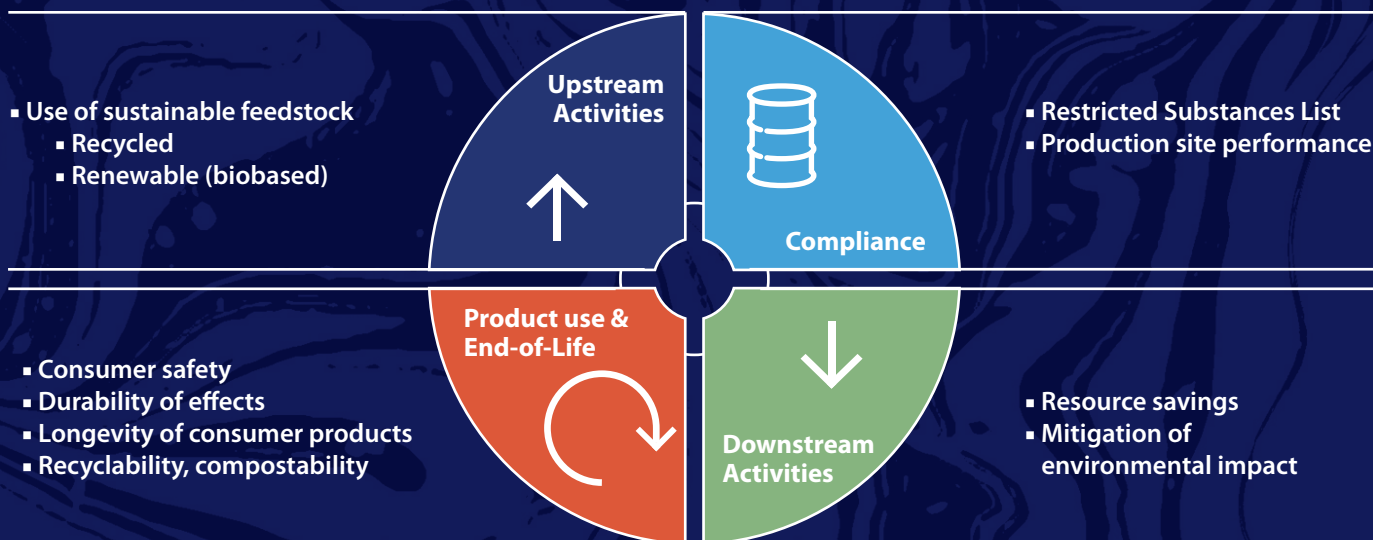 Upstream
Activities
▪ Use of sustainable feedstock
▪ Recycled
▪ Renewable (biobased)
Compliance
▪ Restricted Substances List
▪ Production site performance
Product use &
End-of-Life
▪ Consumer safety
▪ Durability of effects
▪ Longevity of consumer products
▪ Recyclability, compostability
Downstream
Activities
▪ Resource savings
▪ Mitigation of
environmental impact